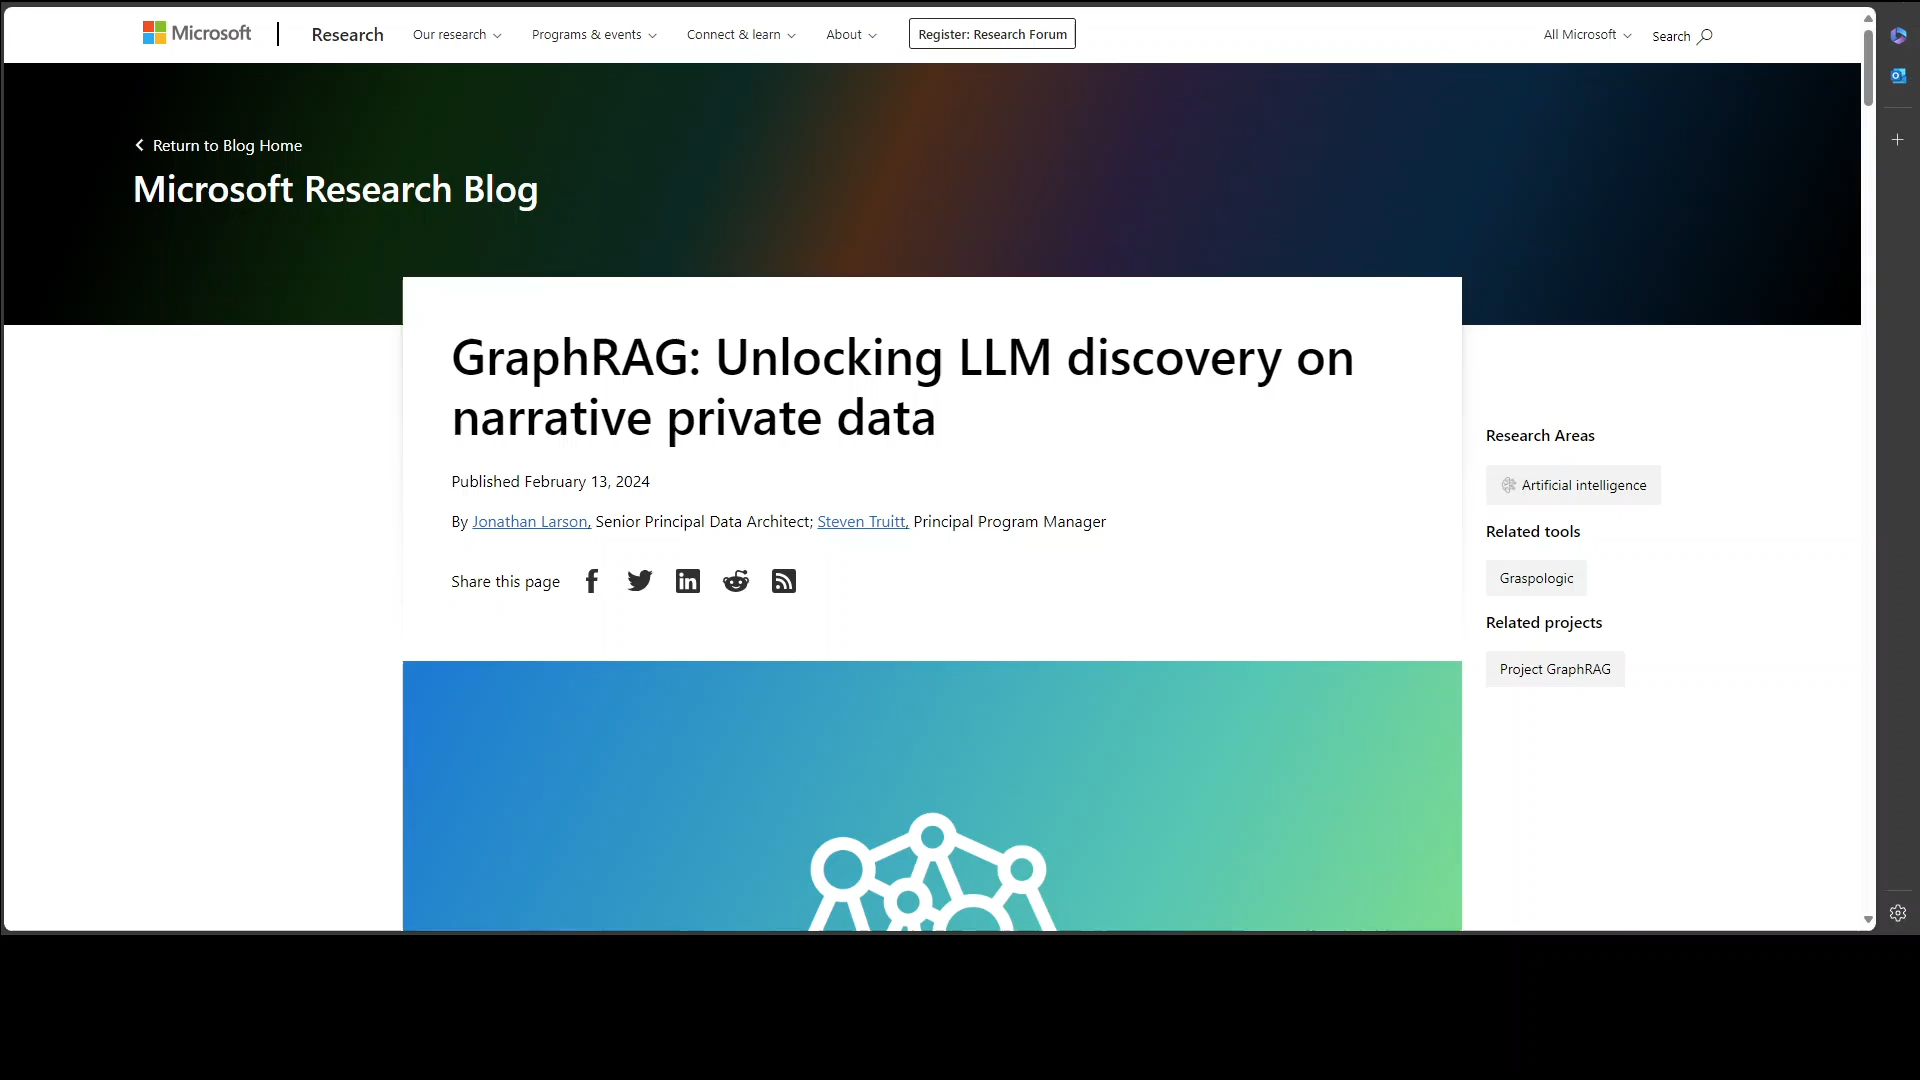 Microsoft
Research
Our research
Programs & events
Connect & learn
About
Register: Research Forum
All Microsoft
Search
Return to Blog Home
Microsoft Research Blog
GraphRAG: Unlocking LLM discovery on
narrative private data
Published February 13, 2024
By Jonathan Larson, Senior Principal Data Architect; Steven Truitt, Principal Program Manager
Share this page
Research Areas
Artificial intelligence
Related tools
Graspologic
Related projects
Project GraphRAG